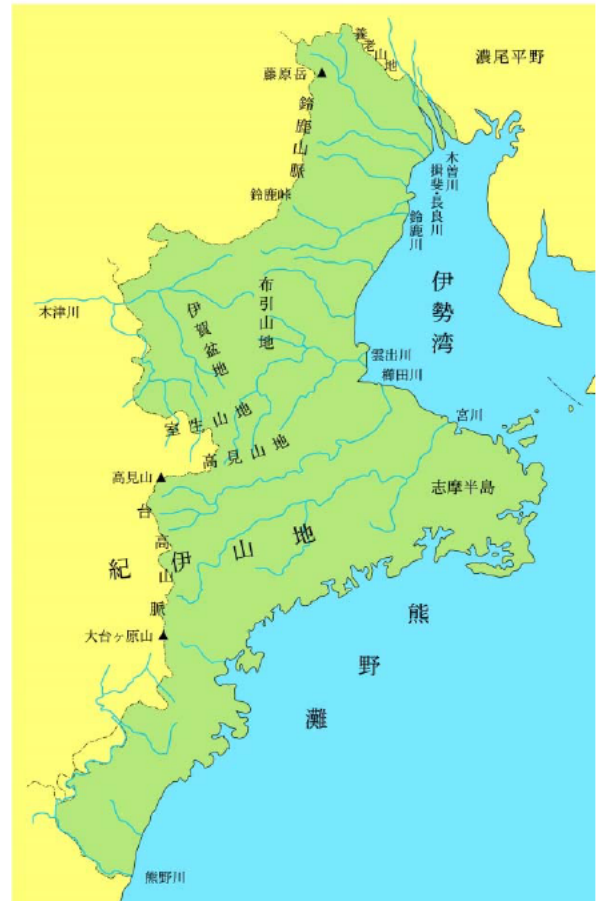 養老山地
濃尾平野
藤原岳
鈴鹿山脈
鈴鹿峠
木曽川
揖斐・長良川
鈴鹿川
伊勢湾
木津川
伊賀盆地
布引山地
雲出川
櫛田川
宮川
室生山地
高見山地
高見山
志摩半島
台高山脈
紀伊山地
大台ヶ原山
熊野灘
熊野川